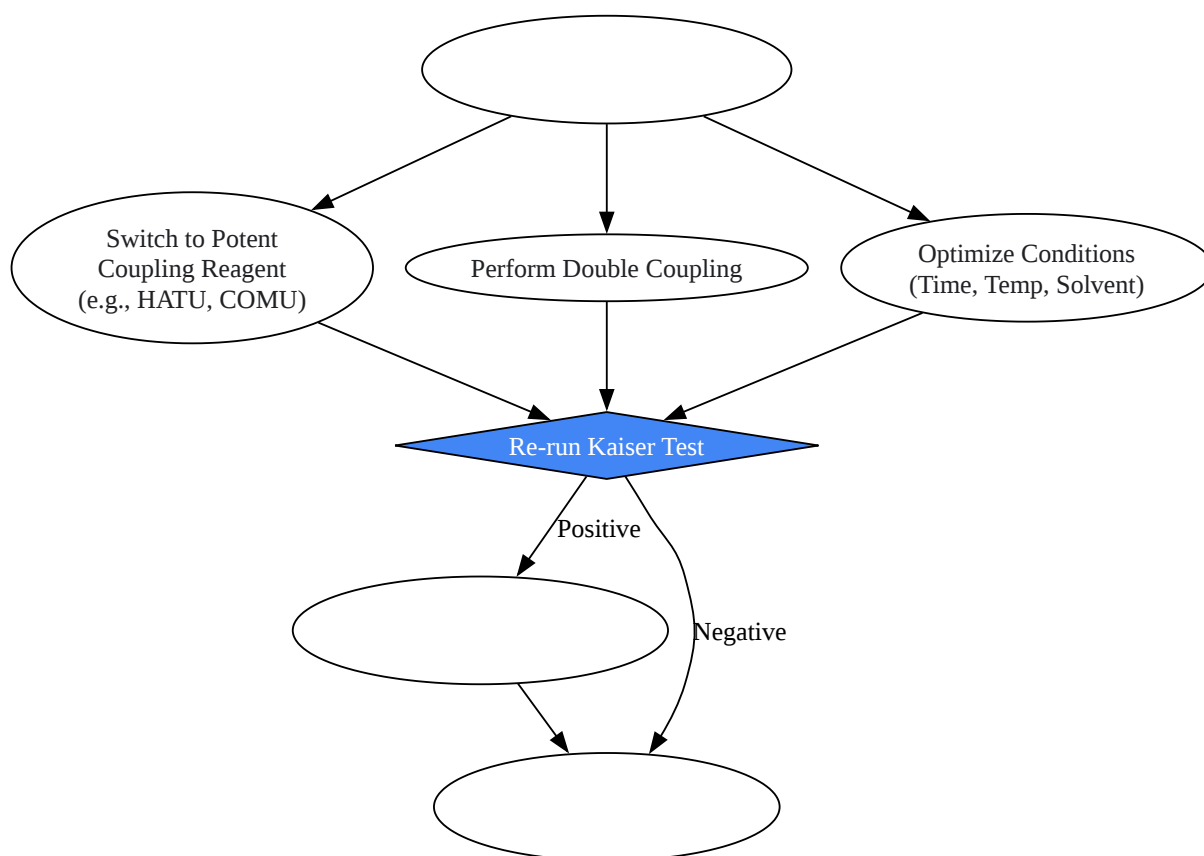 Switch to Potent
Coupling Reagent
(e.g., HATU, COMU)
Perform Double Coupling
Optimize Conditions
(Time, Temp, Solvent)
Re-run Kaiser Test
Positive
Negative